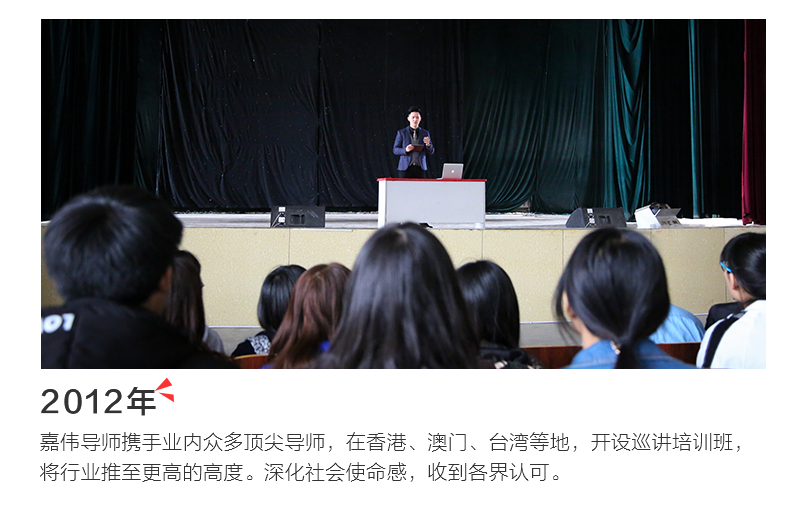 2012年
嘉伟导师携手业内众多顶尖导师，在香港、澳门、台湾等地，开设巡讲培训班，
将行业推至更高的高度。深化社会使命感，收到各界认可。